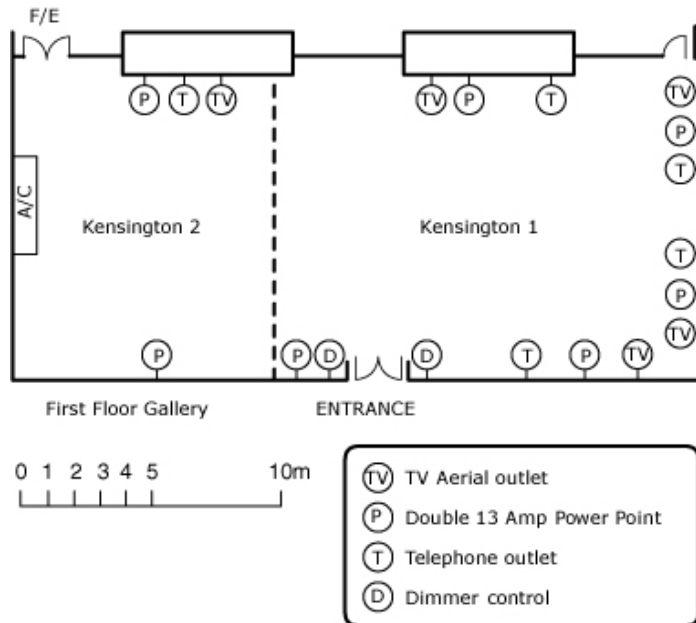 F/E
P T TV
TV P T
TV
P
T
A/C
Kensington 2
Kensington 1
T
P
TV
P
P D
D T P TV
First Floor Gallery
ENTRANCE
0 1 2 3 4 5 10m
TV TV Aerial outlet
P Double 13 Amp Power Point
T Telephone outlet
D Dimmer control